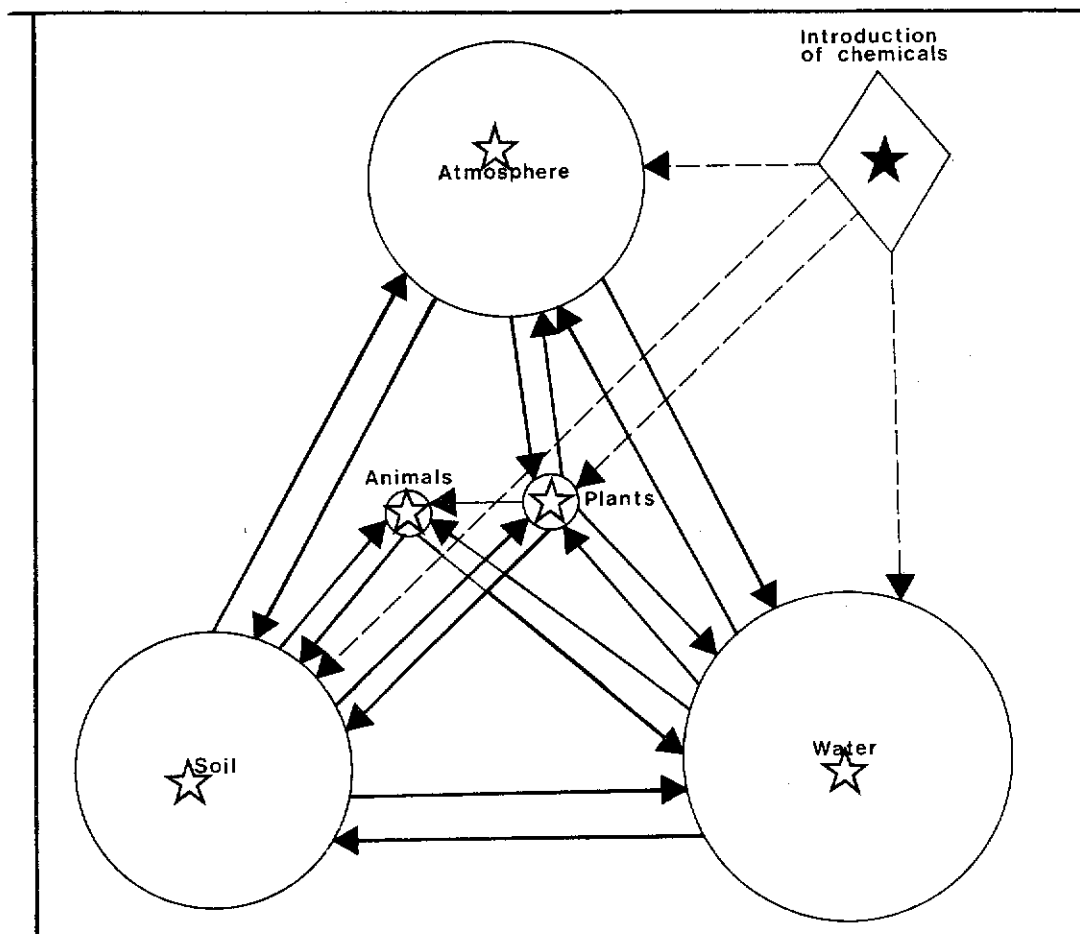 Introduction
of chemicals
Atmosphere
Animals
Plants
Soil
Water